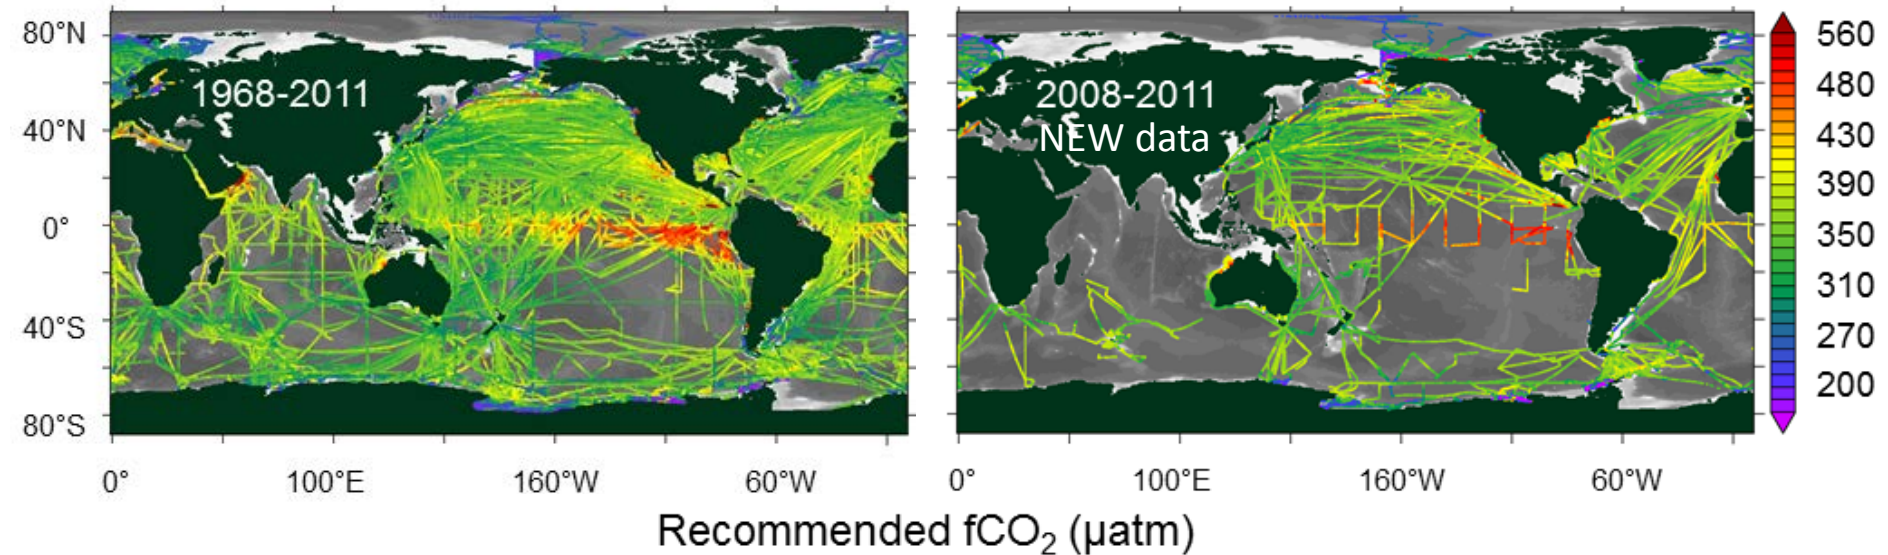 80°N
40°N
0°
40°S
80°S
1968-2011
2008-2011
NEW data
560
480
430
390
350
310
270
200
0° 100°E 160°W 60°W
0° 100°E 160°W 60°W
Recommended fCO₂ (µatm)